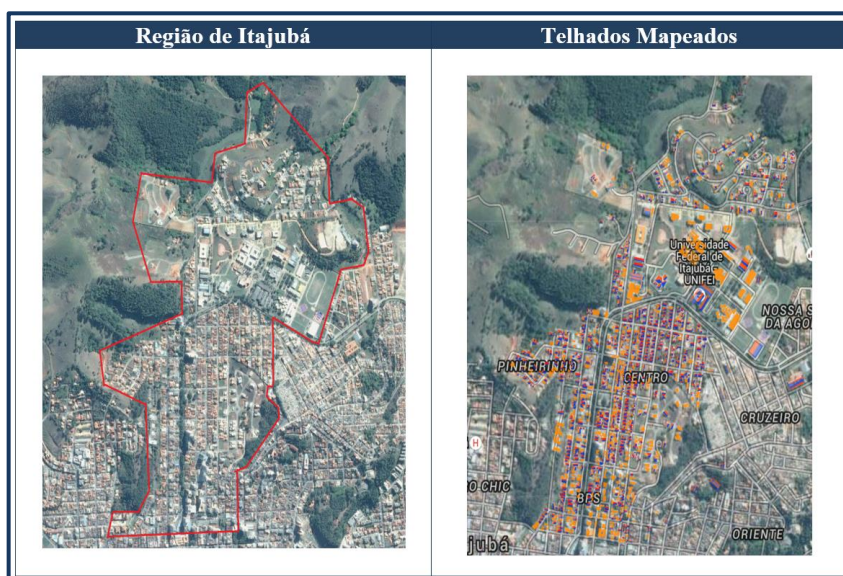 Região de Itajubá
Telhados Mapeados
Universidade
Federal de
Itajubá -
UNIFEI
NOSSA S
DA AGO
PINHEIRINHO
CENTRO
CRUZEIRO
H
O CHIC
BPS
ORIENTE
jubá